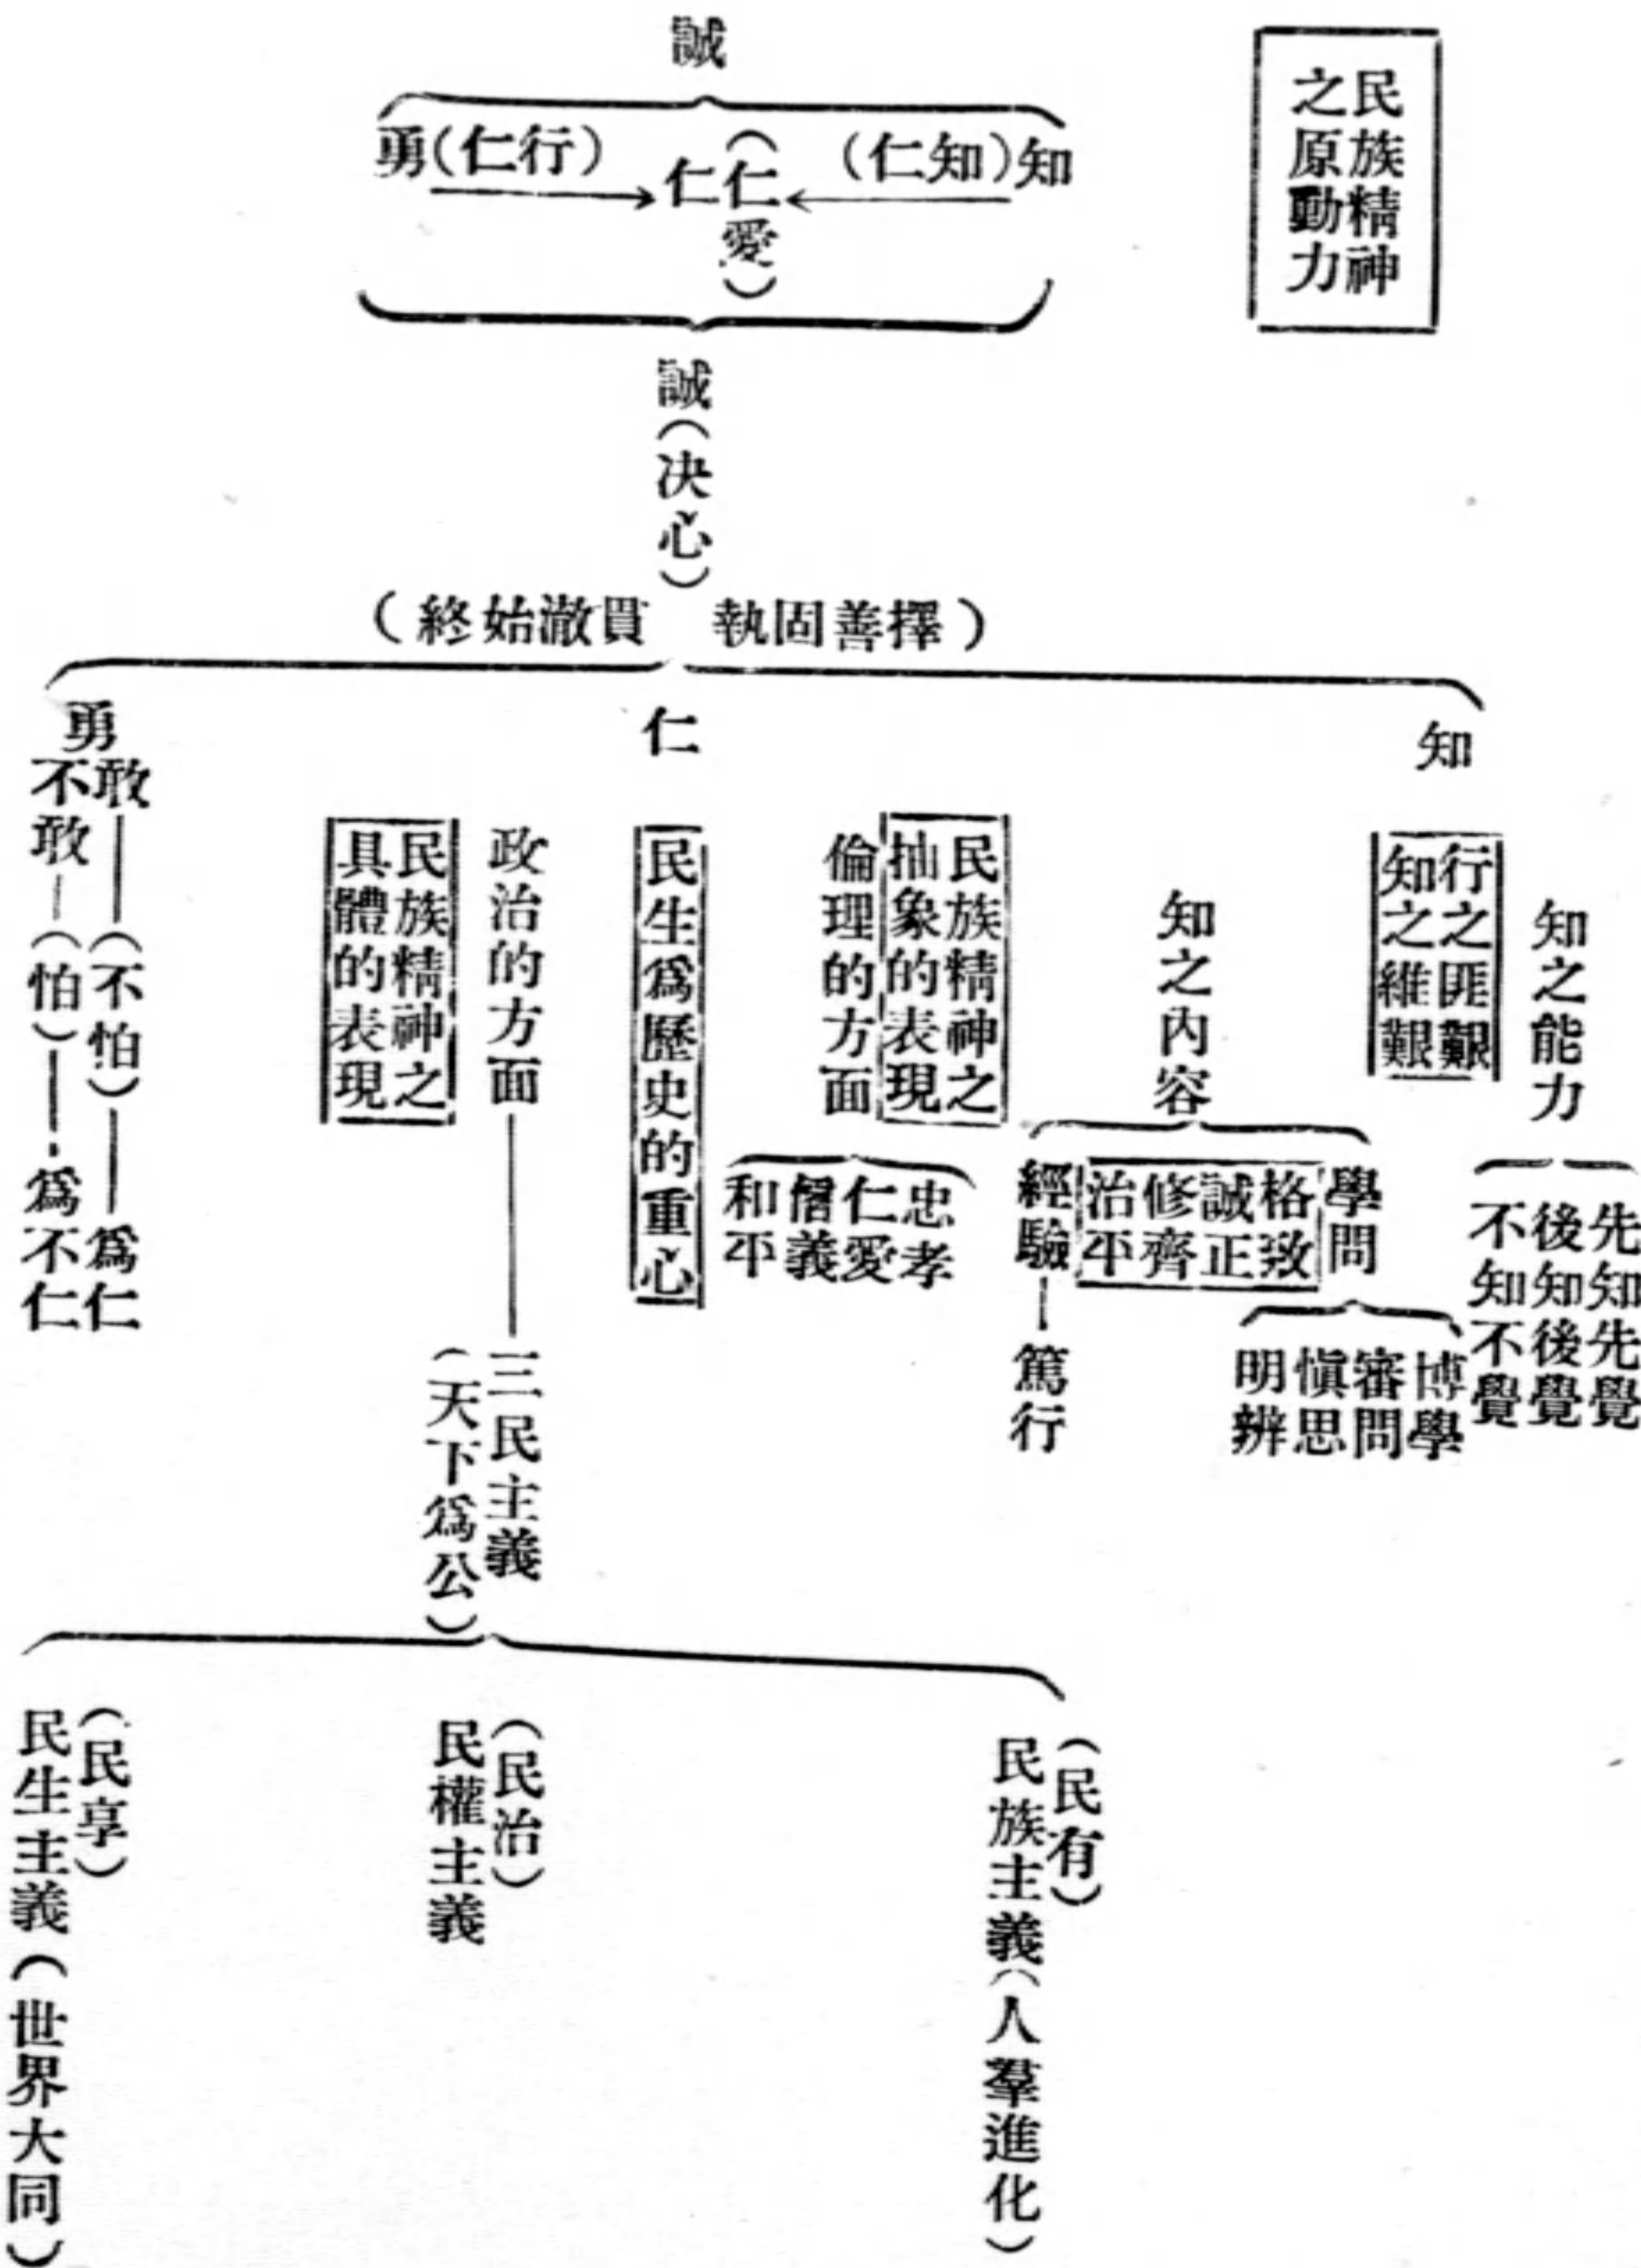 民族精神
之原動力
誠
知(知仁)
仁(仁愛)
勇(行仁)
誠(決心)
(擇善固執 貫澈始終)
知
知之能力
先知先覺
後知後覺
不知不覺
行之匪艱
知之維艱
知之內容
學問
博學
審問
慎思
明辨
格致
誠正
修齊
治平
經驗—篤行
仁
民族精神之
抽象的表現
倫理的方面
忠孝
仁愛
信義
和平
民生爲歷史的重心
政治的方面——三民主義
(天下爲公)
民族精神之
具體的表現
(民有)
民族主義(人羣進化)
(民治)
民權主義
(民享)
民生主義(世界大同)
勇
敢——(不怕)——爲仁
不敢—(怕)——爲不仁